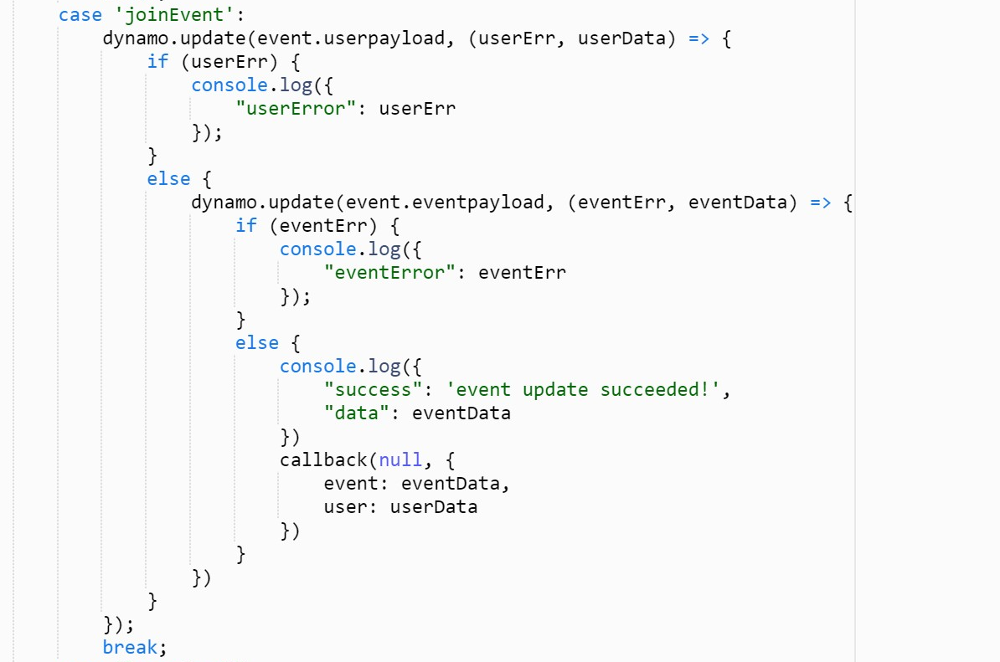 case 'joinEvent':
dynamo.update(event.userpayload, (userErr, userData) => {
if (userErr) {
console.log({
"userError": userErr
});
}
else {
dynamo.update(event.eventpayload, (eventErr, eventData) => {
if (eventErr) {
console.log({
"eventError": eventErr
});
}
else {
console.log({
"success": 'event update succeeded!',
"data": eventData
})
callback(null, {
event: eventData,
user: userData
})
}
})
}
});
break;